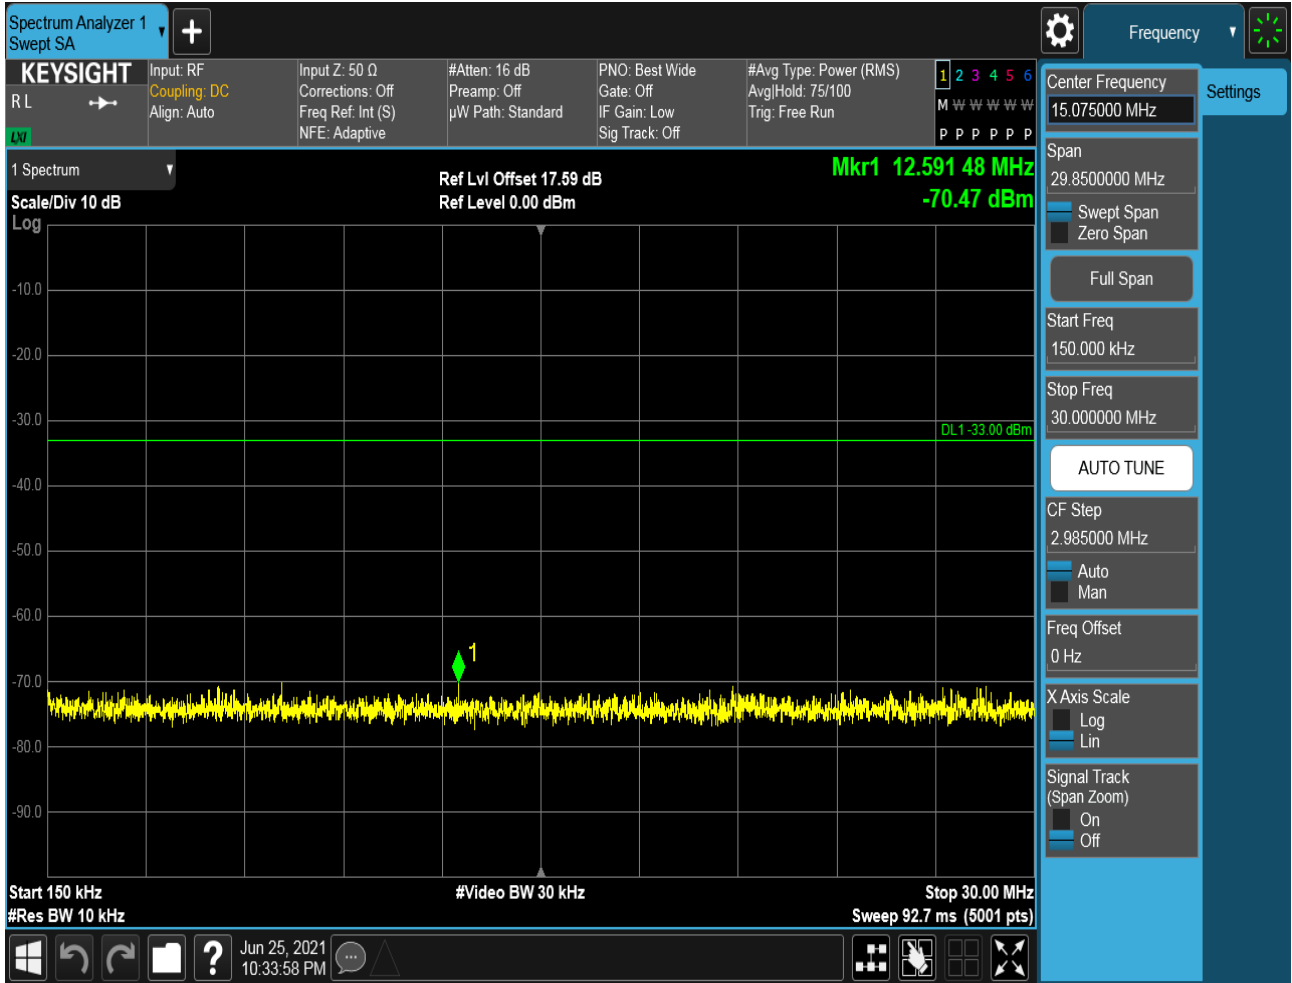 Spectrum Analyzer 1
Swept SA
Frequency
KEYSIGHT
R L
LXI
Input: RF
Coupling: DC
Align: Auto
Input Z: 50 Ω
Corrections: Off
Freq Ref: Int (S)
NFE: Adaptive
#Atten: 16 dB
Preamp: Off
µW Path: Standard
PNO: Best Wide
Gate: Off
IF Gain: Low
Sig Track: Off
#Avg Type: Power (RMS)
Avg|Hold: 75/100
Trig: Free Run
1 2 3 4 5 6
M W W W W W
P P P P P P
1 Spectrum
Scale/Div 10 dB
Log
Ref Lvl Offset 17.59 dB
Ref Level 0.00 dBm
Mkr1 12.591 48 MHz
-70.47 dBm
-10.0
-20.0
-30.0
DL1 -33.00 dBm
-40.0
-50.0
-60.0
1
-70.0
-80.0
-90.0
Start 150 kHz
#Res BW 10 kHz
#Video BW 30 kHz
Stop 30.00 MHz
Sweep 92.7 ms (5001 pts)
Center Frequency
15.075000 MHz
Settings
Span
29.8500000 MHz
Swept Span
Zero Span
Full Span
Start Freq
150.000 kHz
Stop Freq
30.000000 MHz
AUTO TUNE
CF Step
2.985000 MHz
Auto
Man
Freq Offset
0 Hz
X Axis Scale
Log
Lin
Signal Track
(Span Zoom)
On
Off
?
Jun 25, 2021
10:33:58 PM